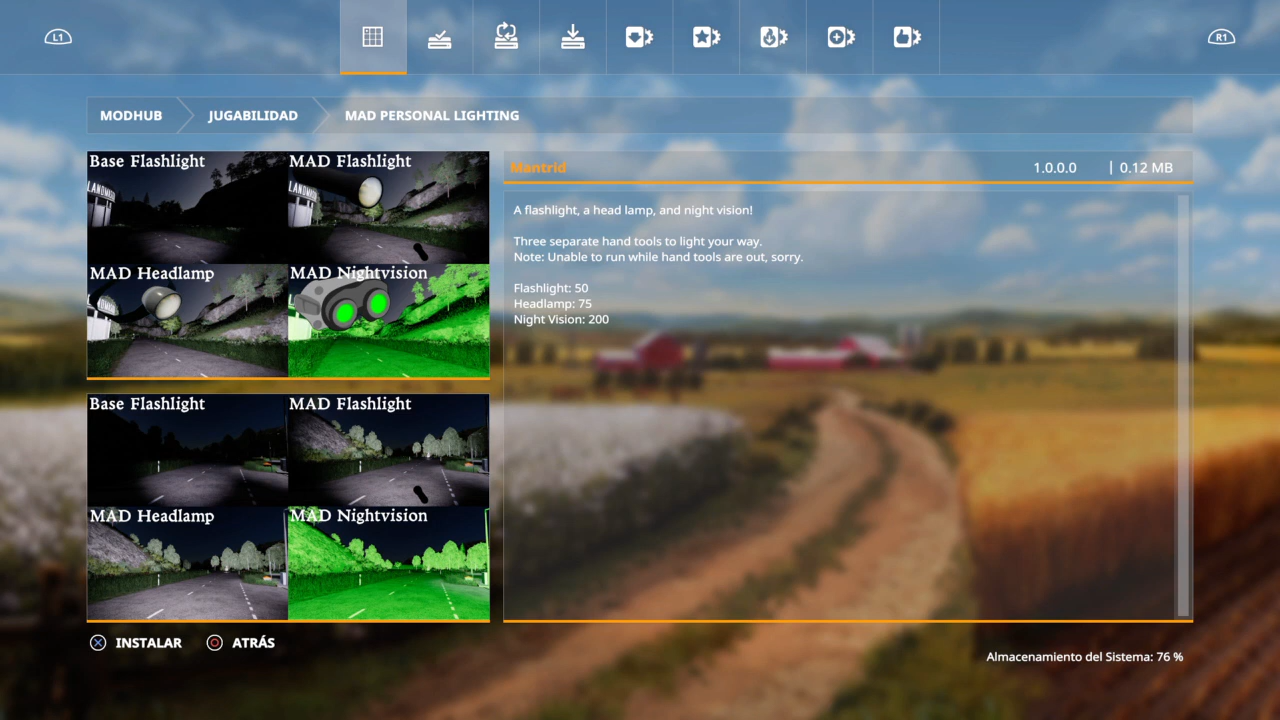 L1
R1
MODHUB
JUGABILIDAD
MAD PERSONAL LIGHTING
Base Flashlight
MAD Flashlight
LANDMARK
LANDMARK
MAD Headlamp
MAD Nightvision
Base Flashlight
MAD Flashlight
MAD Headlamp
MAD Nightvision
Mantrid
1.0.0.0 | 0.12 MB
A flashlight, a head lamp, and night vision!
Three separate hand tools to light your way.
Note: Unable to run while hand tools are out, sorry.
Flashlight: 50
Headlamp: 75
Night Vision: 200
INSTALAR
ATRÁS
Almacenamiento del Sistema: 76 %